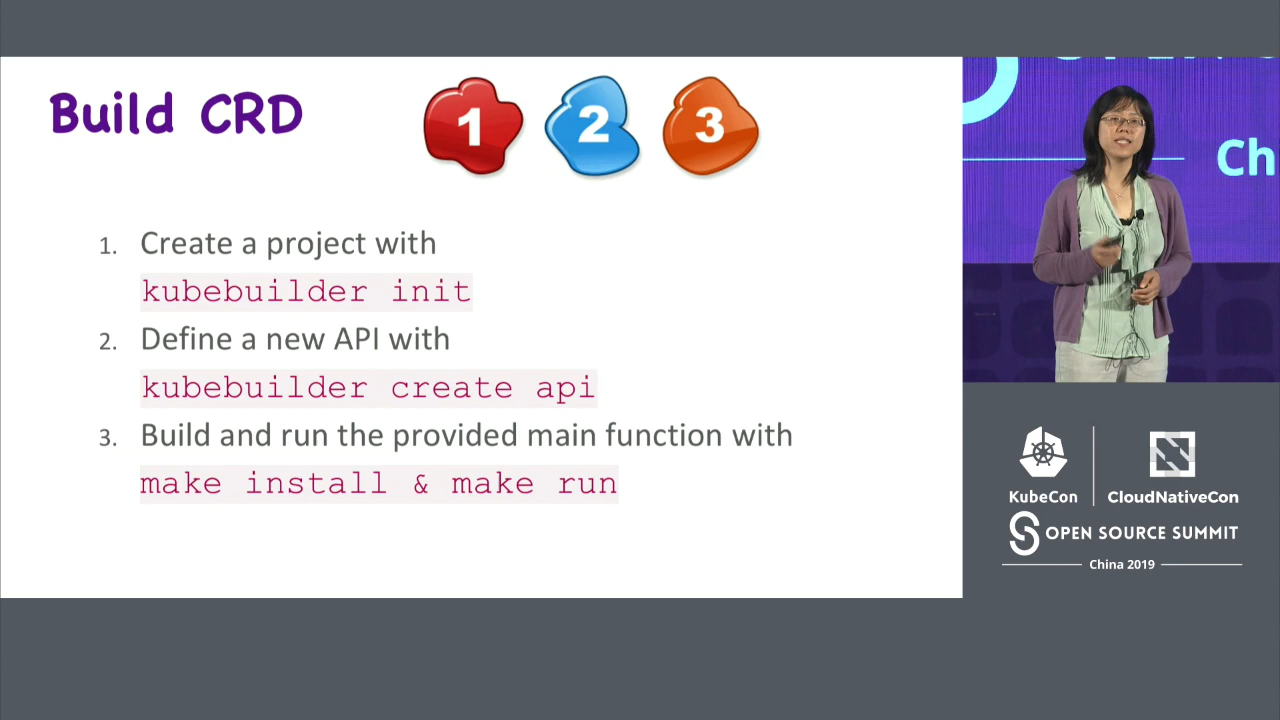 Build CRD
1 2 3
1. Create a project with
kubebuilder init
2. Define a new API with
kubebuilder create api
3. Build and run the provided main function with
make install & make run
Ch
KubeCon
CloudNativeCon
OPEN SOURCE SUMMIT
China 2019